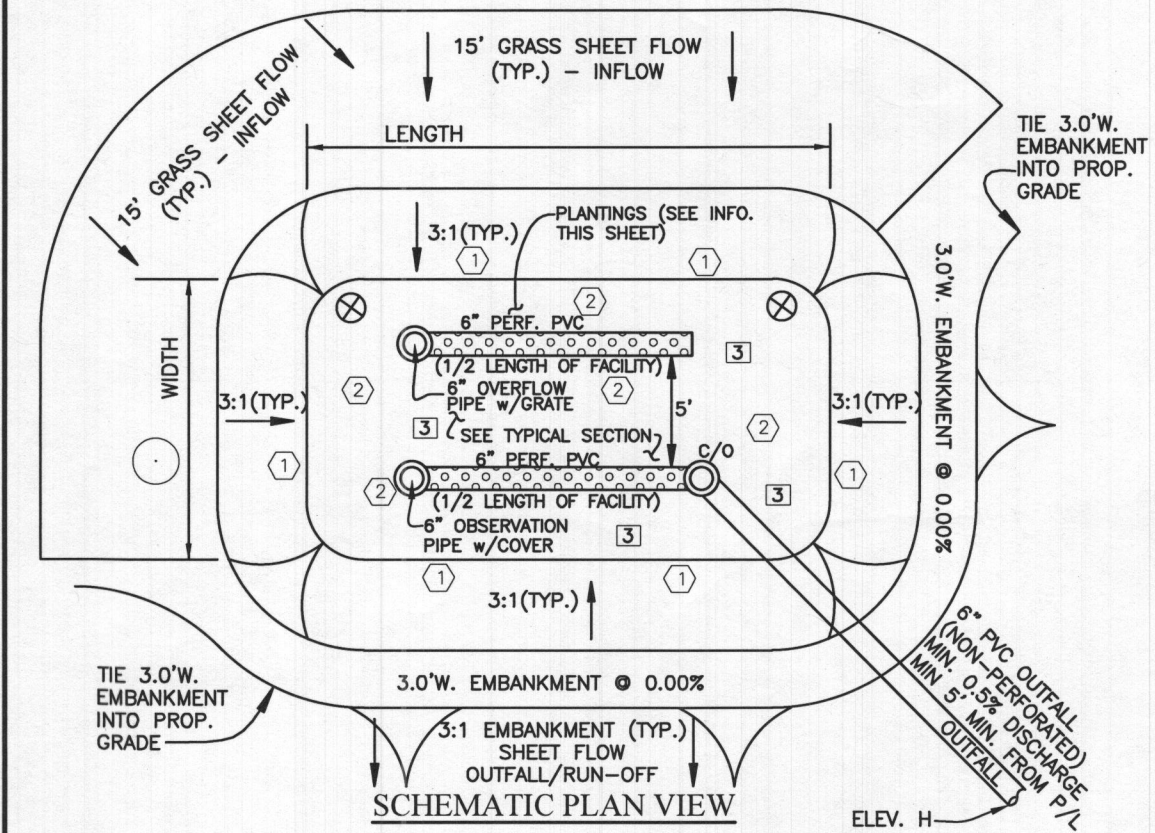 15' GRASS SHEET FLOW
(TYP.) - INFLOW
15' GRASS SHEET FLOW
(TYP.) - INFLOW
LENGTH
TIE 3.0'W.
EMBANKMENT
INTO PROP.
GRADE
PLANTINGS (SEE INFO.
THIS SHEET)
3:1(TYP.)
1
1
2
6" PERF. PVC
(1/2 LENGTH OF FACILITY)
3
WIDTH
2
6" OVERFLOW
PIPE w/GRATE
2
5'
3:1(TYP.)
3:1(TYP.)
3
SEE TYPICAL SECTION
2
3.0'W. EMBANKMENT @ 0.00%
6" PERF. PVC
C/O
1
1
2
(1/2 LENGTH OF FACILITY)
3
6" OBSERVATION
PIPE w/COVER
3
1
1
3:1(TYP.)
6" PVC OUTFALL
(NON-PERFORATED)
MIN. 0.5% DISCHARGE
MIN 5' MIN. FROM P/L
OUTFALL
TIE 3.0'W.
EMBANKMENT
INTO PROP.
GRADE
3.0'W. EMBANKMENT @ 0.00%
3:1 EMBANKMENT (TYP.)
SHEET FLOW
OUTFALL/RUN-OFF
SCHEMATIC PLAN VIEW
ELEV. H